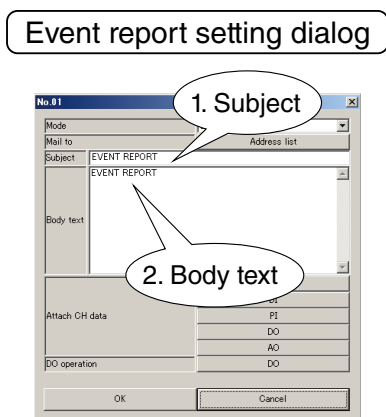 Event report setting dialog
No.01
1. Subject
Mode
Mail to Address list
Subject EVENT REPORT
Body text EVENT REPORT
2. Body text
DI
Attach CH data PI
DO
AO
DO operation DO
OK Cancel